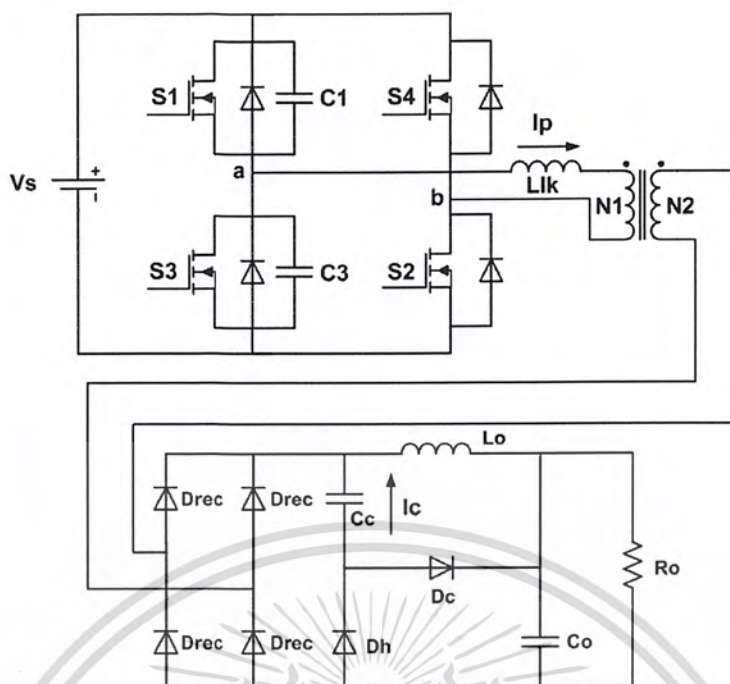 S1
C1
S4
Ip
Vs
+
-
a
Llk
b
N1
N2
S3
C3
S2
Lo
Drec
Drec
Cc
Ic
Dc
Ro
Drec
Drec
Dh
Co